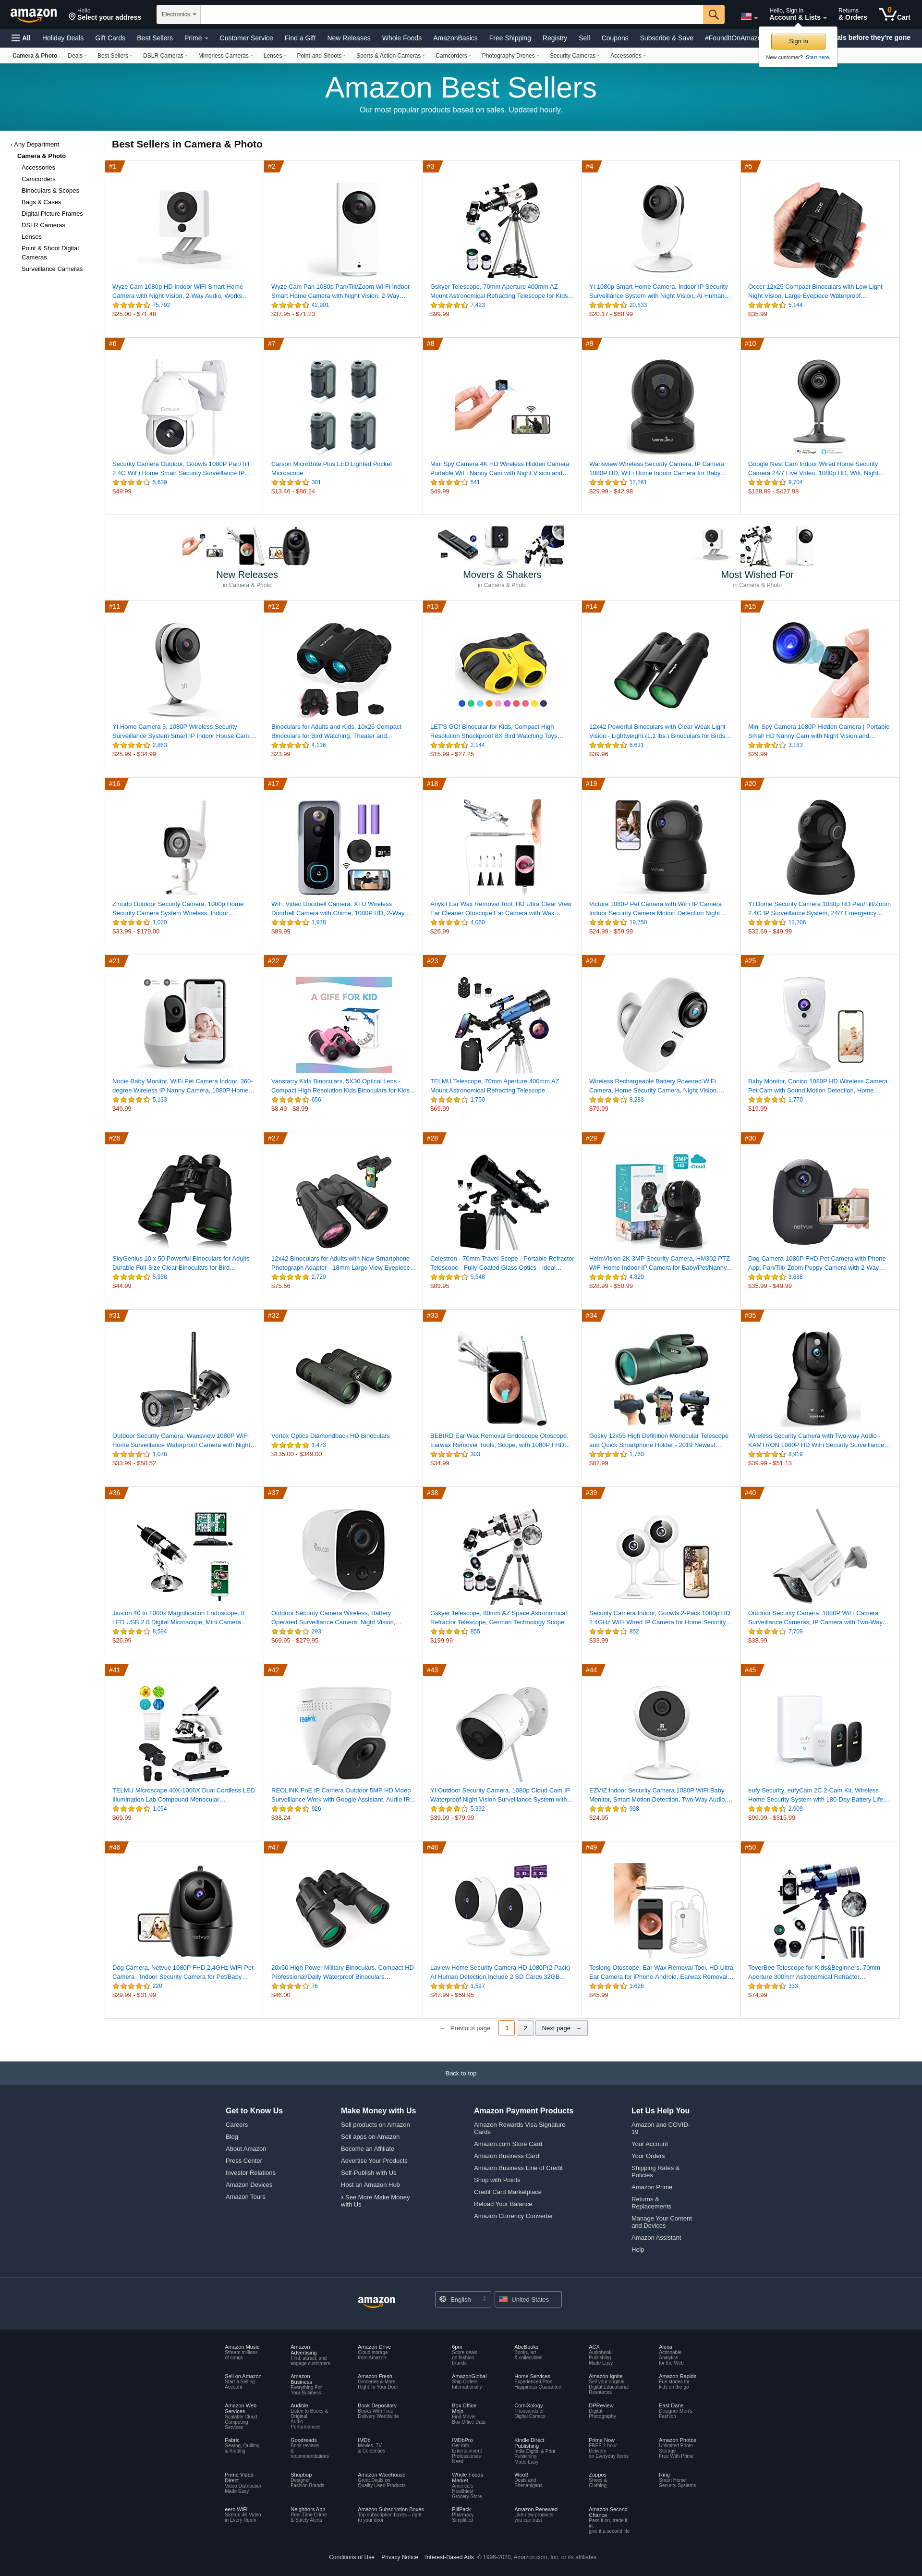 amazon
Hello
Select your address
Electronics
Hello, Sign in
Account & Lists
Returns
& Orders
0
Cart
All
Holiday Deals
Gift Cards
Best Sellers
Prime
Customer Service
Find a Gift
New Releases
Whole Foods
AmazonBasics
Free Shipping
Registry
Sell
Coupons
Subscribe & Save
#FoundItOnAmazon
als before they're gone
Sign in
New customer? Start here.
Camera & Photo
Deals
Best Sellers
DSLR Cameras
Mirrorless Cameras
Lenses
Point-and-Shoots
Sports & Action Cameras
Camcorders
Photography Drones
Security Cameras
Accessories
Amazon Best Sellers
Our most popular products based on sales. Updated hourly.
‹ Any Department
Camera & Photo
Accessories
Camcorders
Binoculars & Scopes
Bags & Cases
Digital Picture Frames
DSLR Cameras
Lenses
Point & Shoot Digital
Cameras
Surveillance Cameras
Best Sellers in Camera & Photo
#1
Wyze Cam 1080p HD Indoor WiFi Smart Home
Camera with Night Vision, 2-Way Audio, Works…
75,792
$25.00 - $71.48
#2
Wyze Cam Pan 1080p Pan/Tilt/Zoom Wi-Fi Indoor
Smart Home Camera with Night Vision, 2-Way…
42,901
$37.95 - $71.23
#3
Gskyer Telescope, 70mm Aperture 400mm AZ
Mount Astronomical Refracting Telescope for Kids…
7,423
$99.99
#4
YI 1080p Smart Home Camera, Indoor IP Security
Surveillance System with Night Vision, AI Human…
20,633
$20.17 - $68.99
#5
Occer 12x25 Compact Binoculars with Low Light
Night Vision, Large Eyepiece Waterproof…
5,144
$35.99
#6
Security Camera Outdoor, Goowls 1080P Pan/Tilt
2.4G WiFi Home Smart Security Surveillance IP…
5,639
$49.99
#7
Carson MicroBrite Plus LED Lighted Pocket
Microscope
301
$13.46 - $86.24
#8
Mini Spy Camera 4K HD Wireless Hidden Camera
Portable WiFi Nanny Cam with Night Vision and…
541
$49.99
#9
Wansview Wireless Security Camera, IP Camera
1080P HD, WiFi Home Indoor Camera for Baby…
12,261
$29.99 - $42.98
#10
Google Nest Cam Indoor Wired Home Security
Camera 24/7 Live Video, 1080p HD, Wifi, Night…
9,704
$128.89 - $427.98
New Releases
in Camera & Photo
Movers & Shakers
in Camera & Photo
Most Wished For
in Camera & Photo
#11
YI Home Camera 3, 1080P Wireless Security
Surveillance System Smart IP Indoor House Cam,…
2,863
$25.99 - $34.99
#12
Binoculars for Adults and Kids, 10x25 Compact
Binoculars for Bird Watching, Theater and…
4,116
$23.99
#13
LET'S GO! Binocular for Kids, Compact High
Resolution Shockproof 8X Bird Watching Toys…
2,144
$15.99 - $27.25
#14
12x42 Powerful Binoculars with Clear Weak Light
Vision - Lightweight (1.1 lbs.) Binoculars for Birds…
6,631
$39.96
#15
Mini Spy Camera 1080P Hidden Camera | Portable
Small HD Nanny Cam with Night Vision and…
3,183
$29.99
#16
Zmodo Outdoor Security Camera, 1080p Home
Security Camera System Wireless, Indoor…
1,020
$33.99 - $179.00
#17
WiFi Video Doorbell Camera, XTU Wireless
Doorbell Camera with Chime, 1080P HD, 2-Way…
1,978
$89.99
#18
Anykit Ear Wax Removal Tool, HD Ultra Clear View
Ear Cleaner Otoscope Ear Camera with Wax…
4,060
$26.99
#19
Victure 1080P Pet Camera with WiFi IP Camera
Indoor Security Camera Motion Detection Night…
19,750
$24.99 - $59.99
#20
YI Dome Security Camera 1080p HD Pan/Tilt/Zoom
2.4G IP Surveillance System, 24/7 Emergency…
12,206
$32.69 - $49.99
#21
Nooie Baby Monitor, WiFi Pet Camera Indoor, 360-
degree Wireless IP Nanny Camera, 1080P Home…
5,133
$49.99
#22
A GIFE FOR KID
Vanstarry Kids Binoculars, 5X30 Optical Lens -
Compact High Resolution Kids Binoculars for Kids…
656
$8.49 - $8.99
#23
TELMU Telescope, 70mm Aperture 400mm AZ
Mount Astronomical Refracting Telescope…
1,750
$69.99
#24
Wireless Rechargeable Battery Powered WiFi
Camera, Home Security Camera, Night Vision,…
8,283
$79.99
#25
Baby Monitor, Conico 1080P HD Wireless Camera
Pet Cam with Sound Motion Detection, Home…
1,770
$19.99
#26
SkyGenius 10 x 50 Powerful Binoculars for Adults
Durable Full-Size Clear Binoculars for Bird…
5,938
$44.99
#27
12x42 Binoculars for Adults with New Smartphone
Photograph Adapter - 18mm Large View Eyepiece…
2,720
$75.56
#28
Celestron - 70mm Travel Scope - Portable Refractor
Telescope - Fully-Coated Glass Optics - Ideal…
5,548
$89.95
#29
3MP
HD
Cloud
HeimVision 2K 3MP Security Camera, HM302 PTZ
WiFi Home Indoor IP Camera for Baby/Pet/Nanny…
4,820
$28.99 - $50.99
#30
netvue
Dog Camera-1080P FHD Pet Camera with Phone
App, Pan/Tilt/ Zoom Puppy Camera with 2-Way…
3,688
$35.99 - $49.99
#31
Outdoor Security Camera, Wansview 1080P WiFi
Home Surveillance Waterproof Camera with Night…
1,078
$33.99 - $50.52
#32
Vortex Optics Diamondback HD Binoculars
1,473
$135.00 - $349.00
#33
BEBIRD Ear Wax Removal Endoscope Otoscope,
Earwax Remover Tools, Scope, with 1080P FHD…
303
$34.99
#34
Gosky 12x55 High Definition Monocular Telescope
and Quick Smartphone Holder - 2019 Newest…
1,760
$82.99
#35
Wireless Security Camera with Two-way Audio -
KAMTRON 1080P HD WiFi Security Surveillance…
8,919
$39.99 - $51.13
#36
Jiusion 40 to 1000x Magnification Endoscope, 8
LED USB 2.0 Digital Microscope, Mini Camera…
8,594
$26.99
#37
Outdoor Security Camera Wireless, Battery
Operated Surveillance Camera, Night Vision,…
293
$69.95 - $279.95
#38
Gskyer Telescope, 80mm AZ Space Astronomical
Refractor Telescope, German Technology Scope
855
$199.99
#39
Security Camera Indoor, Goowls 2-Pack 1080p HD
2.4GHz WiFi Wired IP Camera for Home Security…
852
$33.99
#40
Outdoor Security Camera, 1080P WiFi Camera
Surveillance Cameras, IP Camera with Two-Way…
7,709
$38.99
#41
TELMU Microscope 40X-1000X Dual Cordless LED
Illumination Lab Compound Monocular…
1,054
$69.99
#42
reolink
REOLINK PoE IP Camera Outdoor 5MP HD Video
Surveillance Work with Google Assistant, Audio IR…
926
$38.24
#43
YI Outdoor Security Camera, 1080p Cloud Cam IP
Waterproof Night Vision Surveillance System with…
5,392
$39.99 - $79.99
#44
EZVIZ Indoor Security Camera 1080P WiFi Baby
Monitor, Smart Motion Detection, Two-Way Audio,…
998
$24.95
#45
eufy Security, eufyCam 2C 2-Cam Kit, Wireless
Home Security System with 180-Day Battery Life,…
2,909
$99.99 - $315.99
#46
netvue
Dog Camera, Netvue 1080P FHD 2.4GHz WiFi Pet
Camera , Indoor Security Camera for Pet/Baby…
220
$29.99 - $31.99
#47
20x50 High Power Military Binoculars, Compact HD
Professional/Daily Waterproof Binoculars…
76
$46.00
#48
Laview Home Security Camera HD 1080P(2 Pack)
AI Human Detection,Include 2 SD Cards,32GB…
1,597
$47.99 - $59.95
#49
Teslong Otoscope, Ear Wax Removal Tool, HD Ultra
Ear Camera for iPhone-Android, Earwax Removal…
1,626
$45.99
#50
ToyerBee Telescope for Kids&Beginners, 70mm
Aperture 300mm Astronomical Refractor…
333
$74.99
← Previous page
1
2
Next page →
Back to top
Get to Know Us
Careers
Blog
About Amazon
Press Center
Investor Relations
Amazon Devices
Amazon Tours
Make Money with Us
Sell products on Amazon
Sell apps on Amazon
Become an Affiliate
Advertise Your Products
Self-Publish with Us
Host an Amazon Hub
› See More Make Money
with Us
Amazon Payment Products
Amazon Rewards Visa Signature
Cards
Amazon.com Store Card
Amazon Business Card
Amazon Business Line of Credit
Shop with Points
Credit Card Marketplace
Reload Your Balance
Amazon Currency Converter
Let Us Help You
Amazon and COVID-
19
Your Account
Your Orders
Shipping Rates &
Policies
Amazon Prime
Returns &
Replacements
Manage Your Content
and Devices
Amazon Assistant
Help
amazon
English
United States
Amazon Music
Stream millions
of songs
Amazon
Advertising
Find, attract, and
engage customers
Amazon Drive
Cloud storage
from Amazon
6pm
Score deals
on fashion
brands
AbeBooks
Books, art
& collectibles
ACX
Audiobook
Publishing
Made Easy
Alexa
Actionable
Analytics
for the Web
Sell on Amazon
Start a Selling
Account
Amazon
Business
Everything For
Your Business
Amazon Fresh
Groceries & More
Right To Your Door
AmazonGlobal
Ship Orders
Internationally
Home Services
Experienced Pros
Happiness Guarantee
Amazon Ignite
Sell your original
Digital Educational
Resources
Amazon Rapids
Fun stories for
kids on the go
Amazon Web
Services
Scalable Cloud
Computing
Services
Audible
Listen to Books &
Original
Audio
Performances
Book Depository
Books With Free
Delivery Worldwide
Box Office
Mojo
Find Movie
Box Office Data
ComiXology
Thousands of
Digital Comics
DPReview
Digital
Photography
East Dane
Designer Men's
Fashion
Fabric
Sewing, Quilting
& Knitting
Goodreads
Book reviews
&
recommendations
IMDb
Movies, TV
& Celebrities
IMDbPro
Get Info
Entertainment
Professionals
Need
Kindle Direct
Publishing
Indie Digital & Print
Publishing
Made Easy
Prime Now
FREE 2-hour
Delivery
on Everyday Items
Amazon Photos
Unlimited Photo
Storage
Free With Prime
Prime Video
Direct
Video Distribution
Made Easy
Shopbop
Designer
Fashion Brands
Amazon Warehouse
Great Deals on
Quality Used Products
Whole Foods
Market
America's
Healthiest
Grocery Store
Woot!
Deals and
Shenanigans
Zappos
Shoes &
Clothing
Ring
Smart Home
Security Systems
eero WiFi
Stream 4K Video
in Every Room
Neighbors App
Real-Time Crime
& Safety Alerts
Amazon Subscription Boxes
Top subscription boxes – right
to your door
PillPack
Pharmacy
Simplified
Amazon Renewed
Like-new products
you can trust
Amazon Second
Chance
Pass it on, trade it
in,
give it a second life
Conditions of Use
Privacy Notice
Interest-Based Ads
© 1996-2020, Amazon.com, Inc. or its affiliates